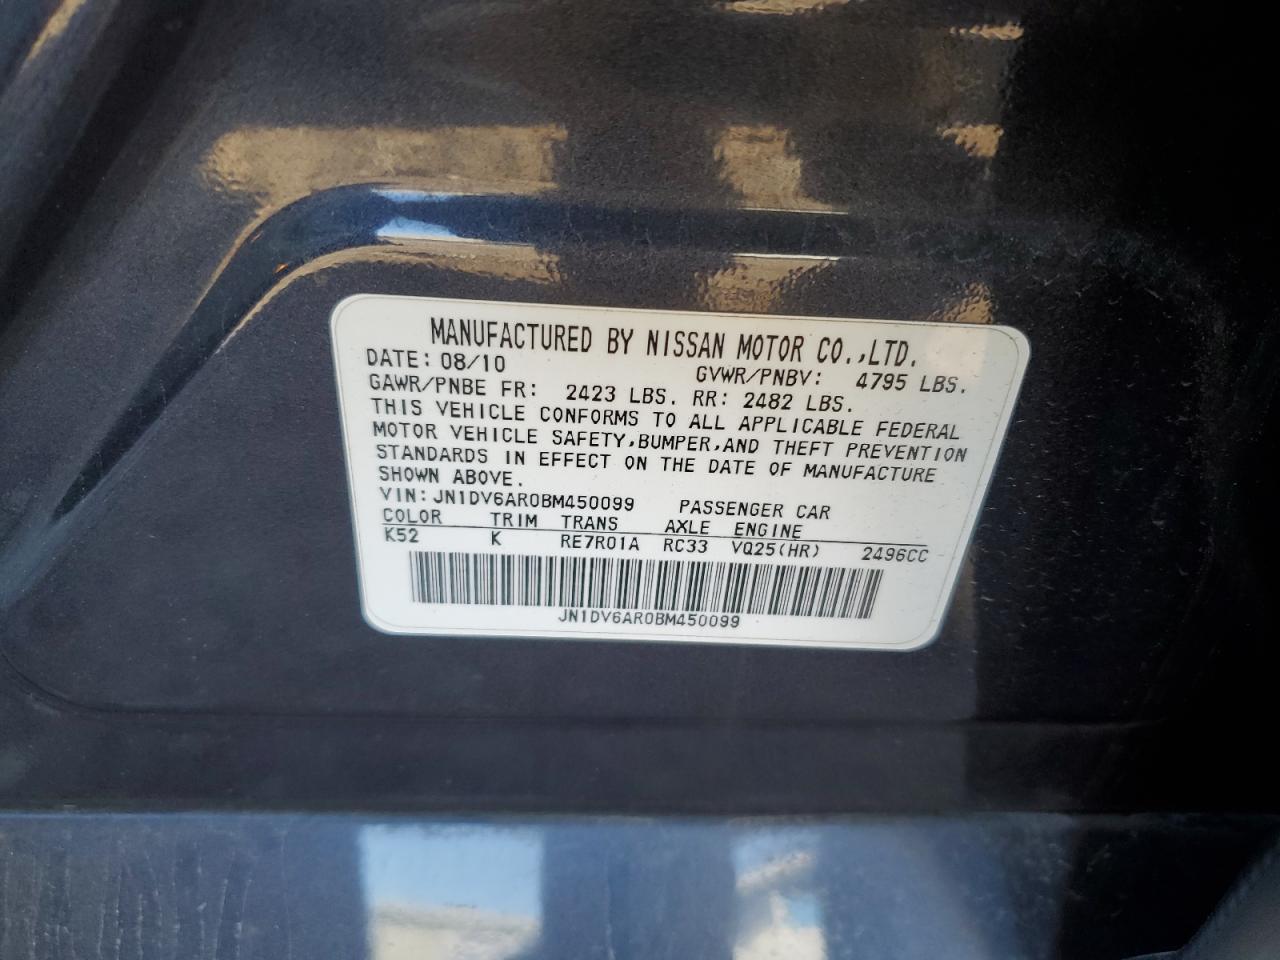 MANUFACTURED BY NISSAN MOTOR CO.,LTD.
DATE: 08/10 GVWR/PNBV: 4795 LBS.
GAWR/PNBE FR: 2423 LBS. RR: 2482 LBS.
THIS VEHICLE CONFORMS TO ALL APPLICABLE FEDERAL
MOTOR VEHICLE SAFETY,BUMPER,AND THEFT PREVENTION
STANDARDS IN EFFECT ON THE DATE OF MANUFACTURE
SHOWN ABOVE.
VIN:JN1DV6AR0BM450099 PASSENGER CAR
COLOR TRIM TRANS AXLE ENGINE
K52 K RE7R01A RC33 VQ25(HR) 2496CC
JN1DV6AR0BM450099